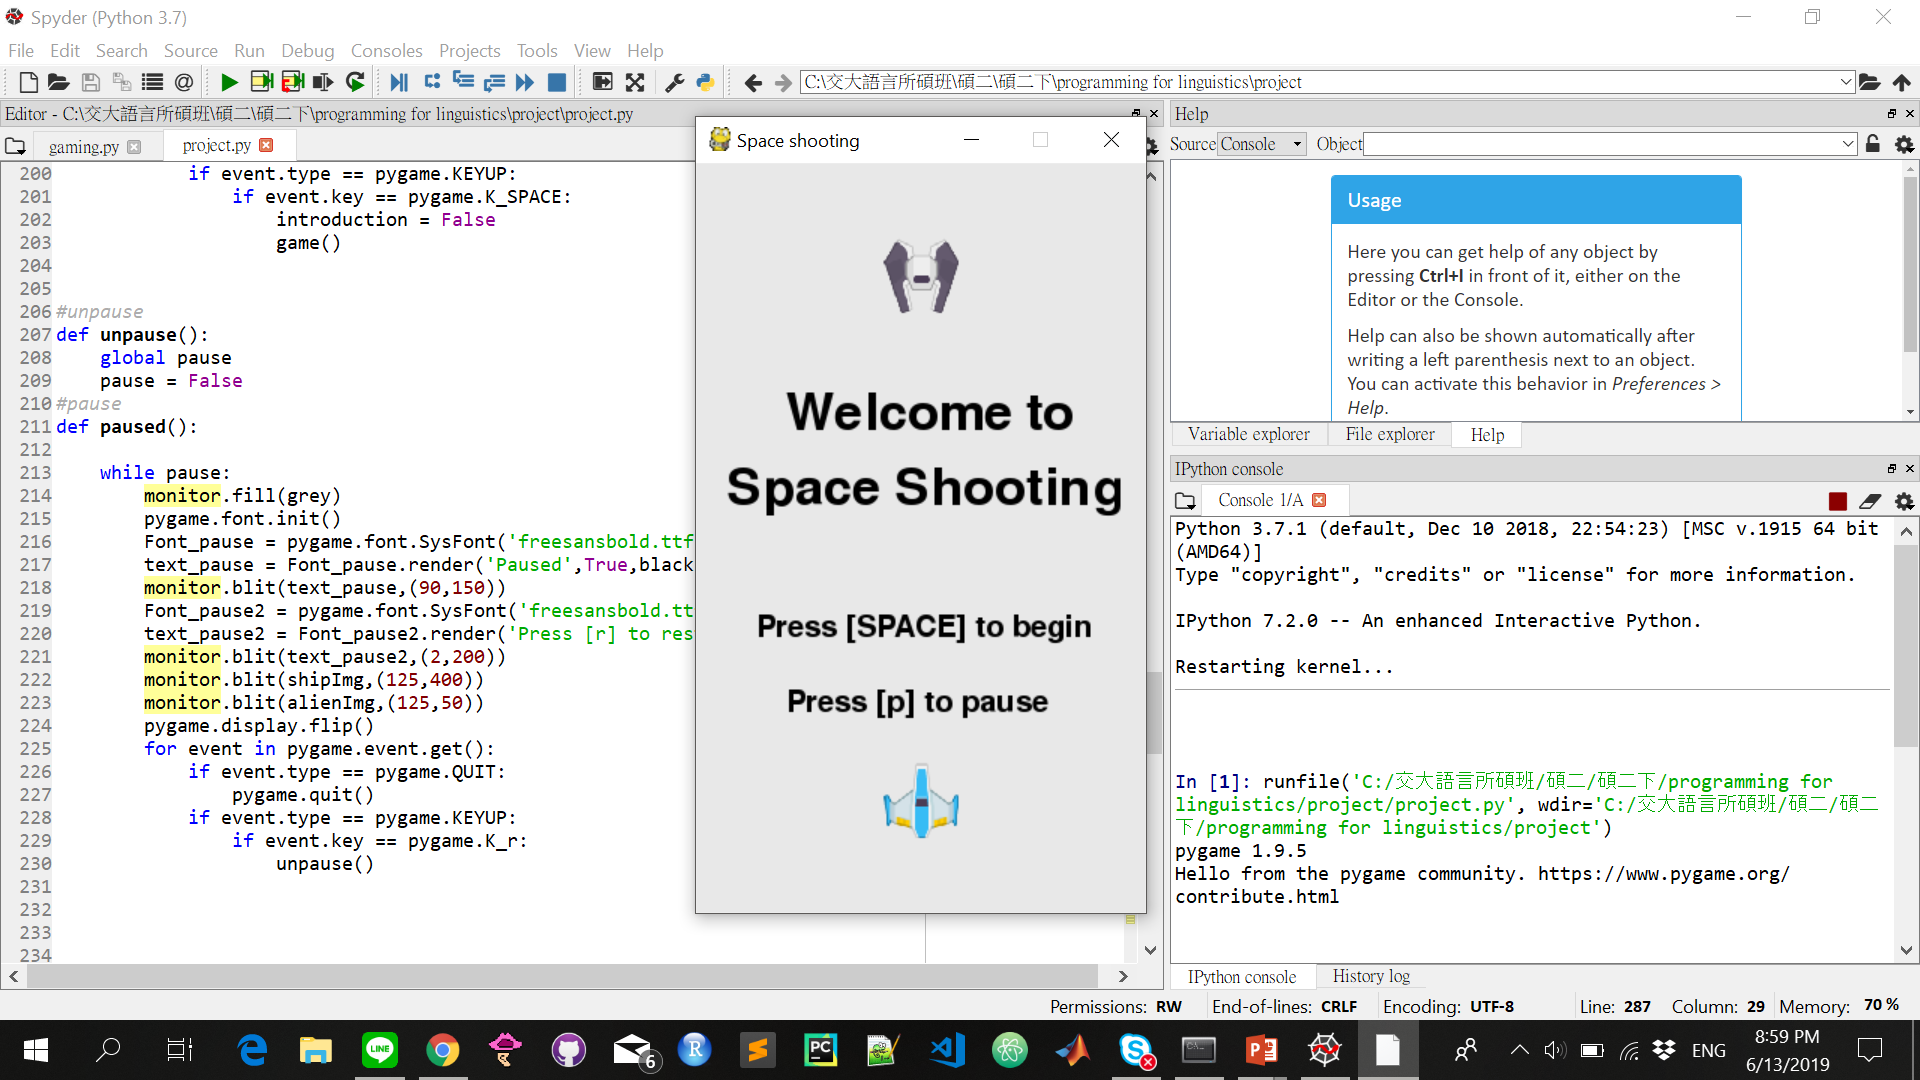 Spyder (Python 3.7)
File Edit Search Source Run Debug Consoles Projects Tools View Help
C:\交大語言所碩班\碩二\碩二下\programming for linguistics\project
Editor - C:\交大語言所碩班\碩二\碩二下\programming for linguistics\project\project.py
gaming.py project.py
200 if event.type == pygame.KEYUP:
201 if event.key == pygame.K_SPACE:
202 introduction = False
203 game()
204
205
206 #unpause
207 def unpause():
208 global pause
209 pause = False
210 #pause
211 def paused():
212
213 while pause:
214 monitor.fill(grey)
215 pygame.font.init()
216 Font_pause = pygame.font.SysFont('freesansbold.ttf
217 text_pause = Font_pause.render('Paused',True,black
218 monitor.blit(text_pause,(90,150))
219 Font_pause2 = pygame.font.SysFont('freesansbold.tt
220 text_pause2 = Font_pause2.render('Press [r] to res
221 monitor.blit(text_pause2,(2,200))
222 monitor.blit(shipImg,(125,400))
223 monitor.blit(alienImg,(125,50))
224 pygame.display.flip()
225 for event in pygame.event.get():
226 if event.type == pygame.QUIT:
227 pygame.quit()
228 if event.type == pygame.KEYUP:
229 if event.key == pygame.K_r:
230 unpause()
231
232
233
234
Space shooting
Welcome to
Space Shooting
Press [SPACE] to begin
Press [p] to pause
Help
Source Console Object
Usage
Here you can get help of any object by
pressing Ctrl+I in front of it, either on the
Editor or the Console.
Help can also be shown automatically after
writing a left parenthesis next to an object.
You can activate this behavior in Preferences >
Help.
Variable explorer File explorer Help
IPython console
Console 1/A
Python 3.7.1 (default, Dec 10 2018, 22:54:23) [MSC v.1915 64 bit
(AMD64)]
Type "copyright", "credits" or "license" for more information.
IPython 7.2.0 -- An enhanced Interactive Python.
Restarting kernel...
In [1]: runfile('C:/交大語言所碩班/碩二/碩二下/programming for
linguistics/project/project.py', wdir='C:/交大語言所碩班/碩二/碩二
下/programming for linguistics/project')
pygame 1.9.5
Hello from the pygame community. https://www.pygame.org/
contribute.html
IPython console History log
Permissions: RW End-of-lines: CRLF Encoding: UTF-8 Line: 287 Column: 29 Memory: 70 %
LINE 6 R PC ENG
8:59 PM
6/13/2019